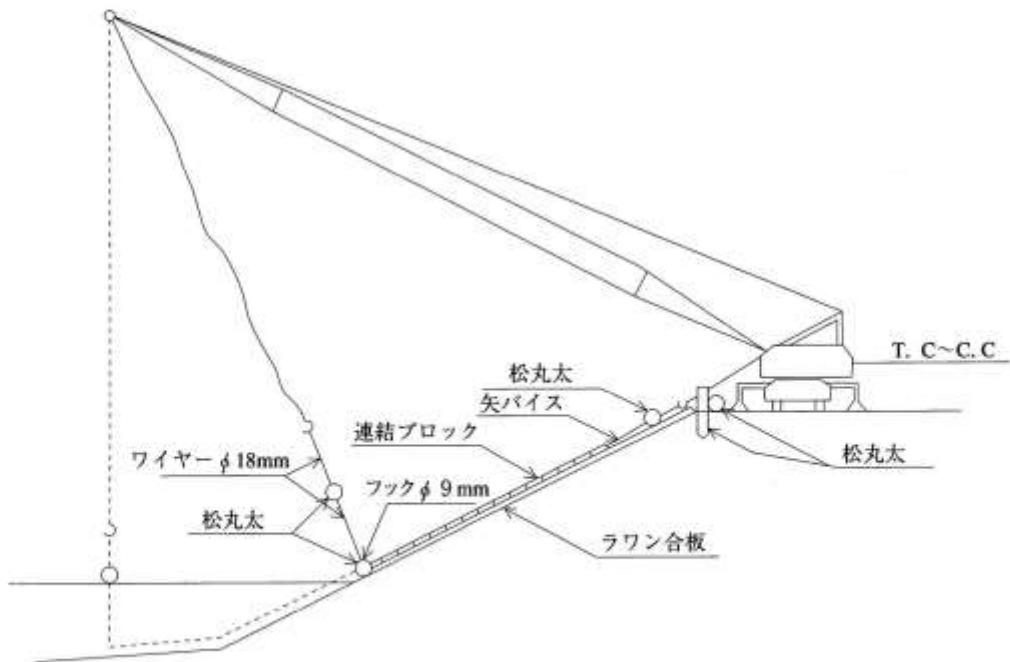 T. C～C. C
松丸太
矢バイス
連結ブロック
松丸太
ワイヤーφ18mm
フックφ 9 mm
松丸太
ラワン合板